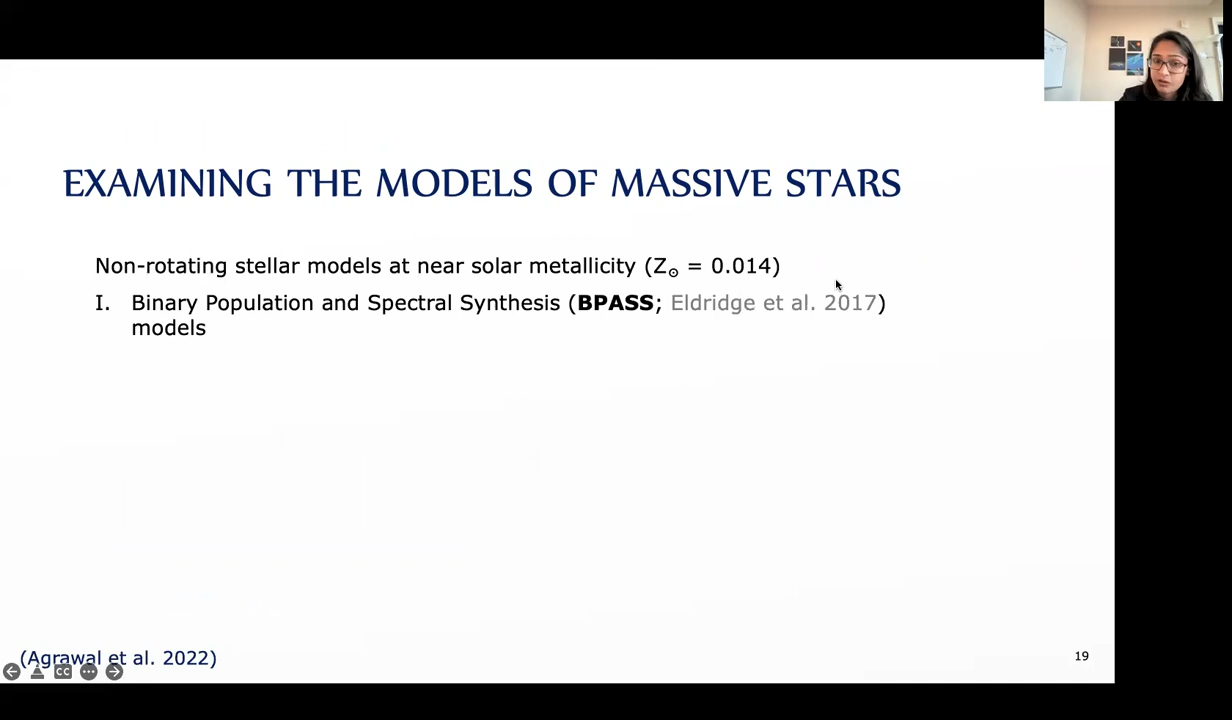 EXAMINING THE MODELS OF MASSIVE STARS
Non-rotating stellar models at near solar metallicity (Z☉ = 0.014)
I. Binary Population and Spectral Synthesis (BPASS; Eldridge et al. 2017)
models
(Agrawal et al. 2022)
19
CC